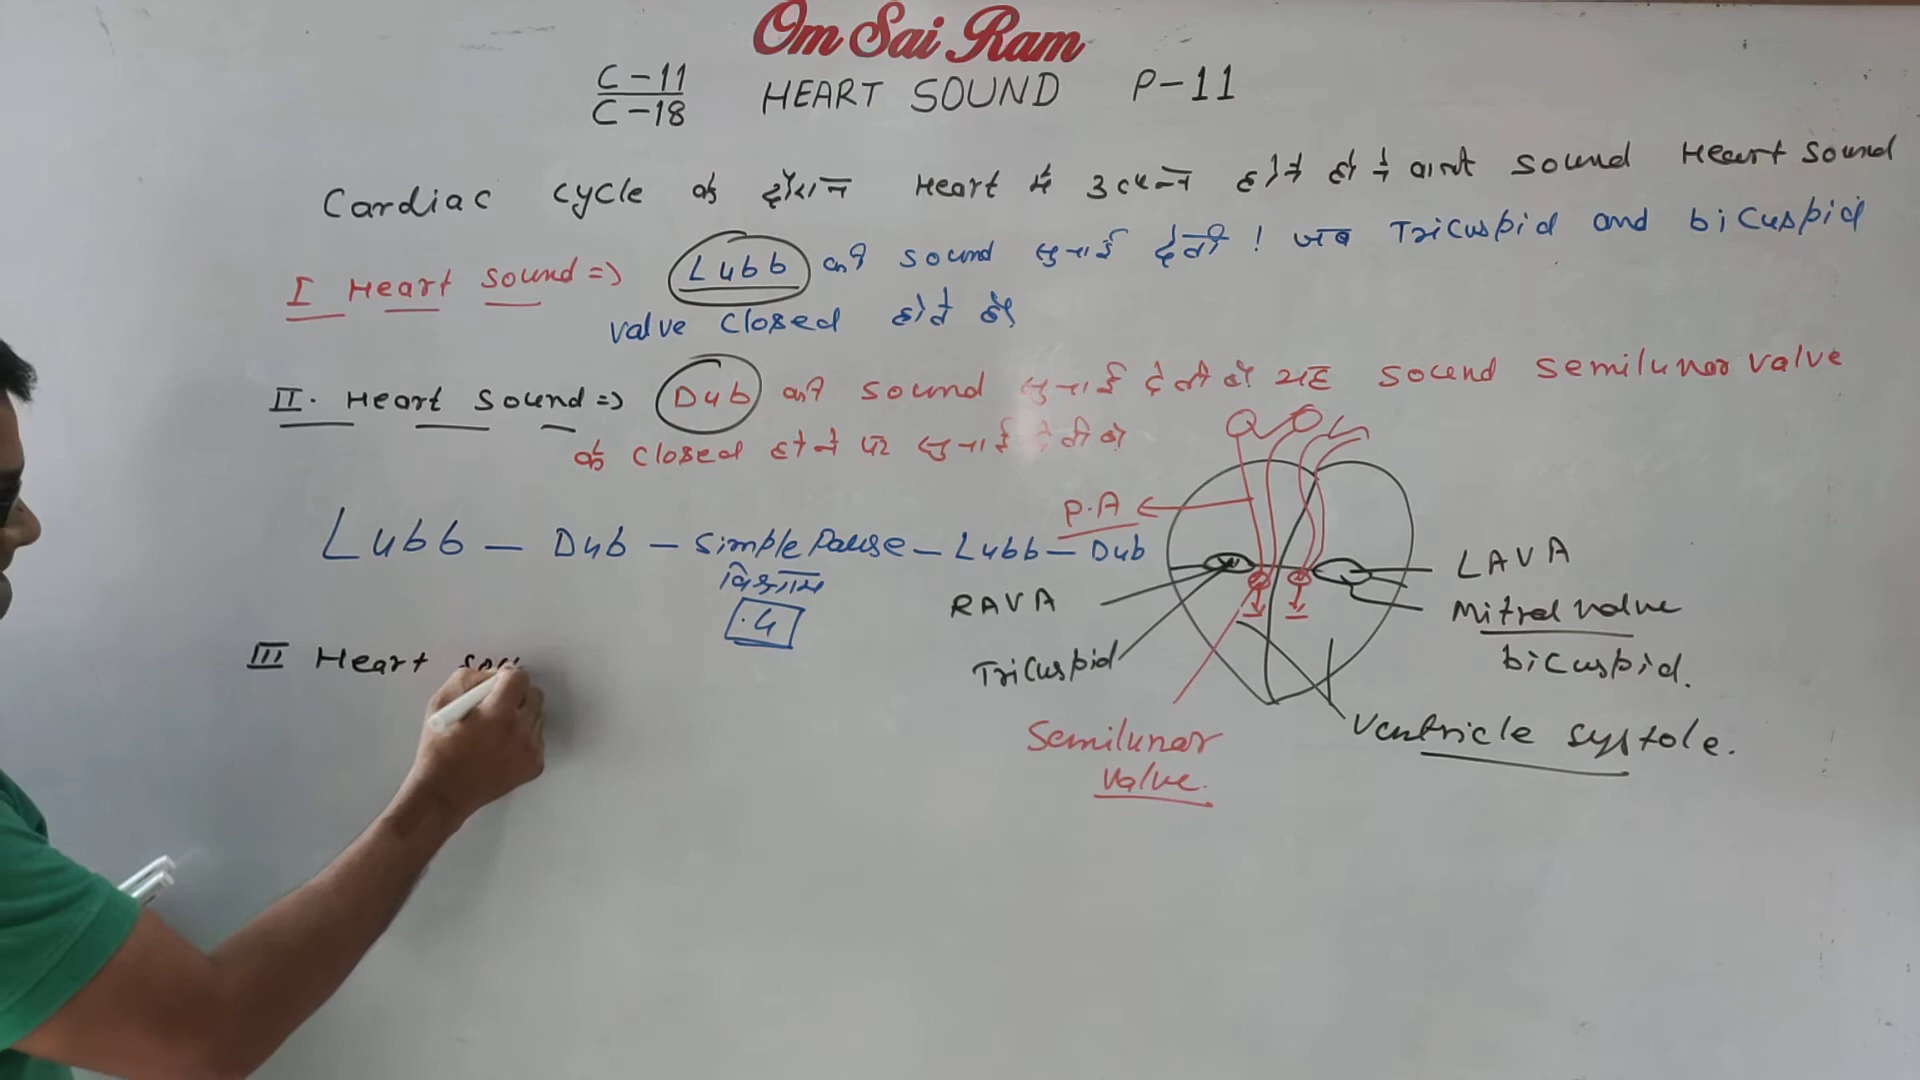 Om Sai Ram
C-11
C-18
HEART SOUND P-11
Cardiac cycle के दौरान Heart में उत्पन्न होने वाली sound Heart sound
I Heart sound => Lubb की sound सुनाई देती ! जब Tricuspid and bicuspid
valve closed होते है
II. Heart sound => Dub की sound सुनाई देती है यह sound semilunar valve
के closed होने पर सुनाई देती है
Lubb - Dub - Simple Pause - Lubb - Dub
विश्राम
.4
III Heart sou
P.A
RAVA
Tricuspid
Semilunar
valve.
LAVA
Mitral valve
bicuspid.
Ventricle systole.